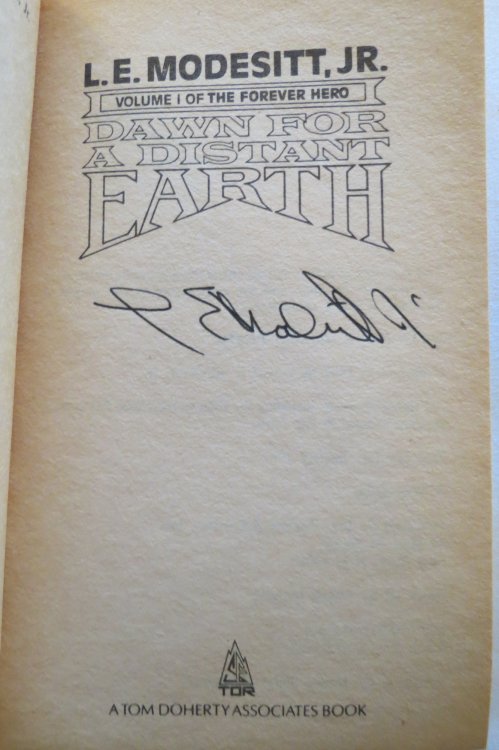 L.E. MODESITT, JR.
VOLUME I OF THE FOREVER HERO
DAWN FOR
A DISTANT
EARTH
TOR
A TOM DOHERTY ASSOCIATES BOOK